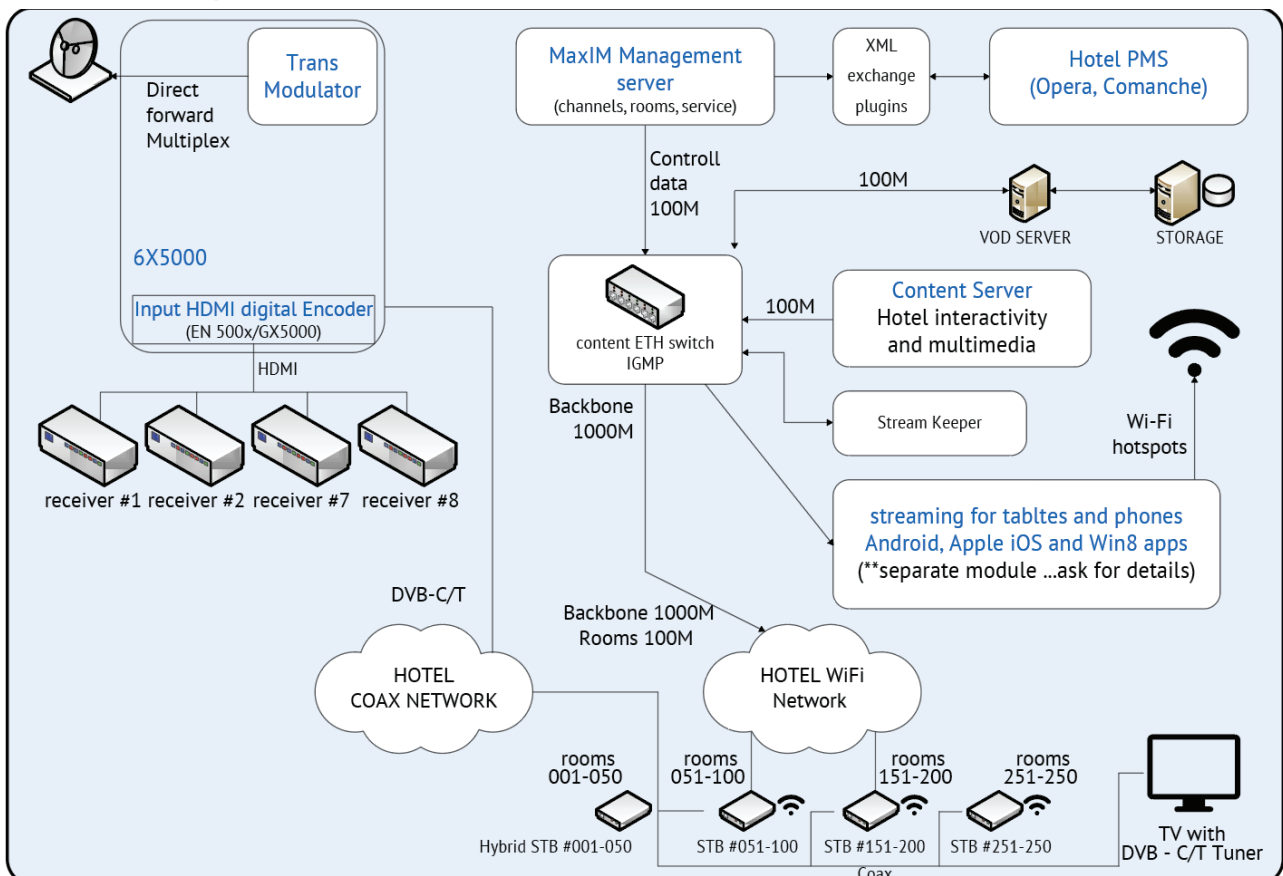 Trans
Modulator
Direct
forward
Multiplex
6X5000
Input HDMI digital Encoder
(EN 500x/GX5000)
HDMI
receiver #1
receiver #2
receiver #7
receiver #8
MaxIM Management
server
(channels, rooms, service)
XML
exchange
plugins
Hotel PMS
(Opera, Comanche)
Controll
data
100M
100M
VOD SERVER
STORAGE
content ETH switch
IGMP
100M
Content Server
Hotel interactivity
and multimedia
Stream Keeper
Wi-Fi
hotspots
Backbone
1000M
streaming for tabltes and phones
Android, Apple iOS and Win8 apps
(**separate module ...ask for details)
DVB-C/T
Backbone 1000M
Rooms 100M
HOTEL
COAX NETWORK
HOTEL WiFi
Network
rooms
001-050
rooms
051-100
rooms
151-200
rooms
251-250
Hybrid STB #001-050
STB #051-100
STB #151-200
STB #251-250
TV with
DVB - C/T Tuner
Coax